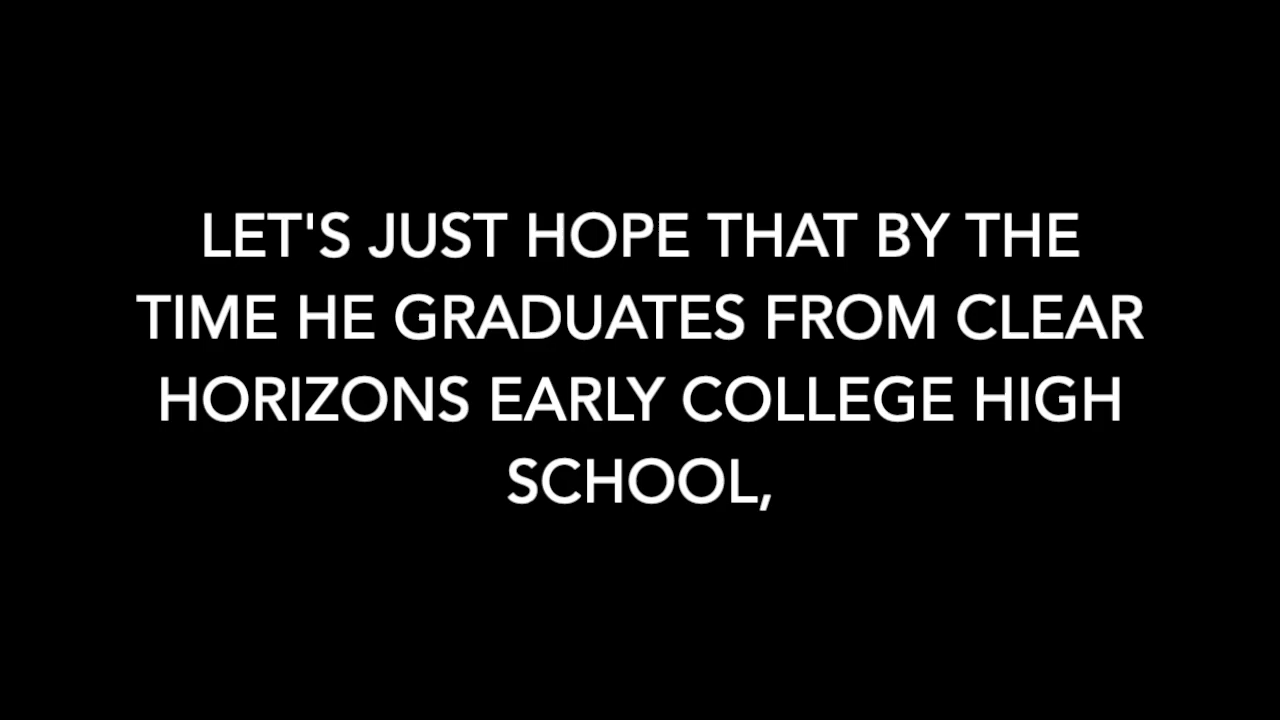 LET'S JUST HOPE THAT BY THE
TIME HE GRADUATES FROM CLEAR
HORIZONS EARLY COLLEGE HIGH
SCHOOL,